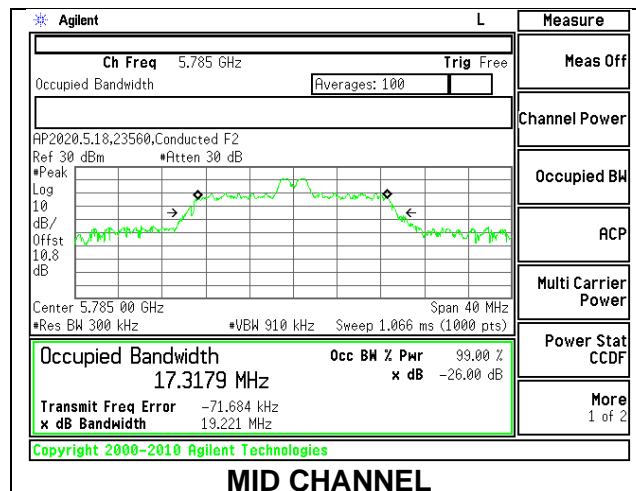 Agilent L Measure
Ch Freq 5.785 GHz Trig Free
Meas Off
Occupied Bandwidth Averages: 100
Channel Power
AP2020.5.18,23560,Conducted F2
Ref 30 dBm #Atten 30 dB
#Peak
Log
10
dB/
Offst
10.8
dB
Occupied BW
ACP
Multi Carrier
Power
Center 5.785 00 GHz Span 40 MHz
#Res BW 300 kHz #VBW 910 kHz Sweep 1.066 ms (1000 pts)
Power Stat
CCDF
Occupied Bandwidth Occ BW % Pwr 99.00 %
17.3179 MHz x dB -26.00 dB
Transmit Freq Error -71.684 kHz
x dB Bandwidth 19.221 MHz
More
1 of 2
Copyright 2000-2010 Agilent Technologies
MID CHANNEL